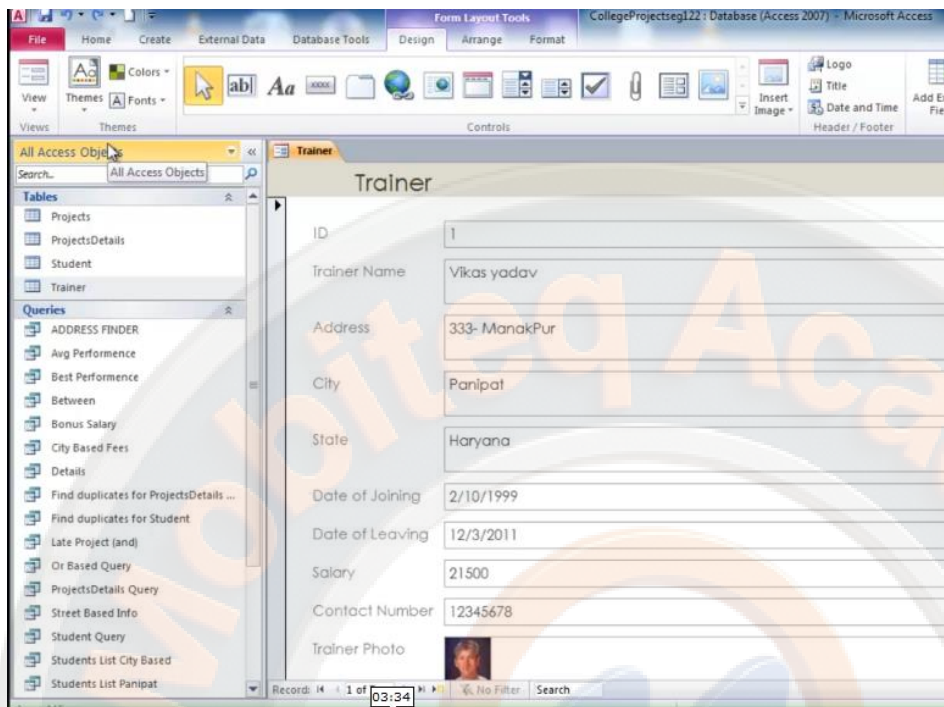 Form Layout Tools
CollegeProjectseg122 : Database (Access 2007) - Microsoft Access
File Home Create External Data Database Tools Design Arrange Format
View
Themes
Colors
Fonts
Aa
ab|
Aa
XXXX
Insert Image
Logo
Title
Date and Time
Views
Themes
Controls
Header / Footer
All Access Objects
Search...
All Access Objects
Tables
Projects
ProjectsDetails
Student
Trainer
Queries
ADDRESS FINDER
Avg Performence
Best Performence
Between
Bonus Salary
City Based Fees
Details
Find duplicates for ProjectsDetails ...
Find duplicates for Student
Late Project (and)
Or Based Query
ProjectsDetails Query
Street Based Info
Student Query
Students List City Based
Students List Panipat
Trainer
Trainer
ID 1
Trainer Name Vikas yadav
Address 333- ManakPur
City Panipat
State Haryana
Date of Joining 2/10/1999
Date of Leaving 12/3/2011
Salary 21500
Contact Number 12345678
Trainer Photo
Record: 1 of
No Filter
Search
03:34
Mobiteq Aca